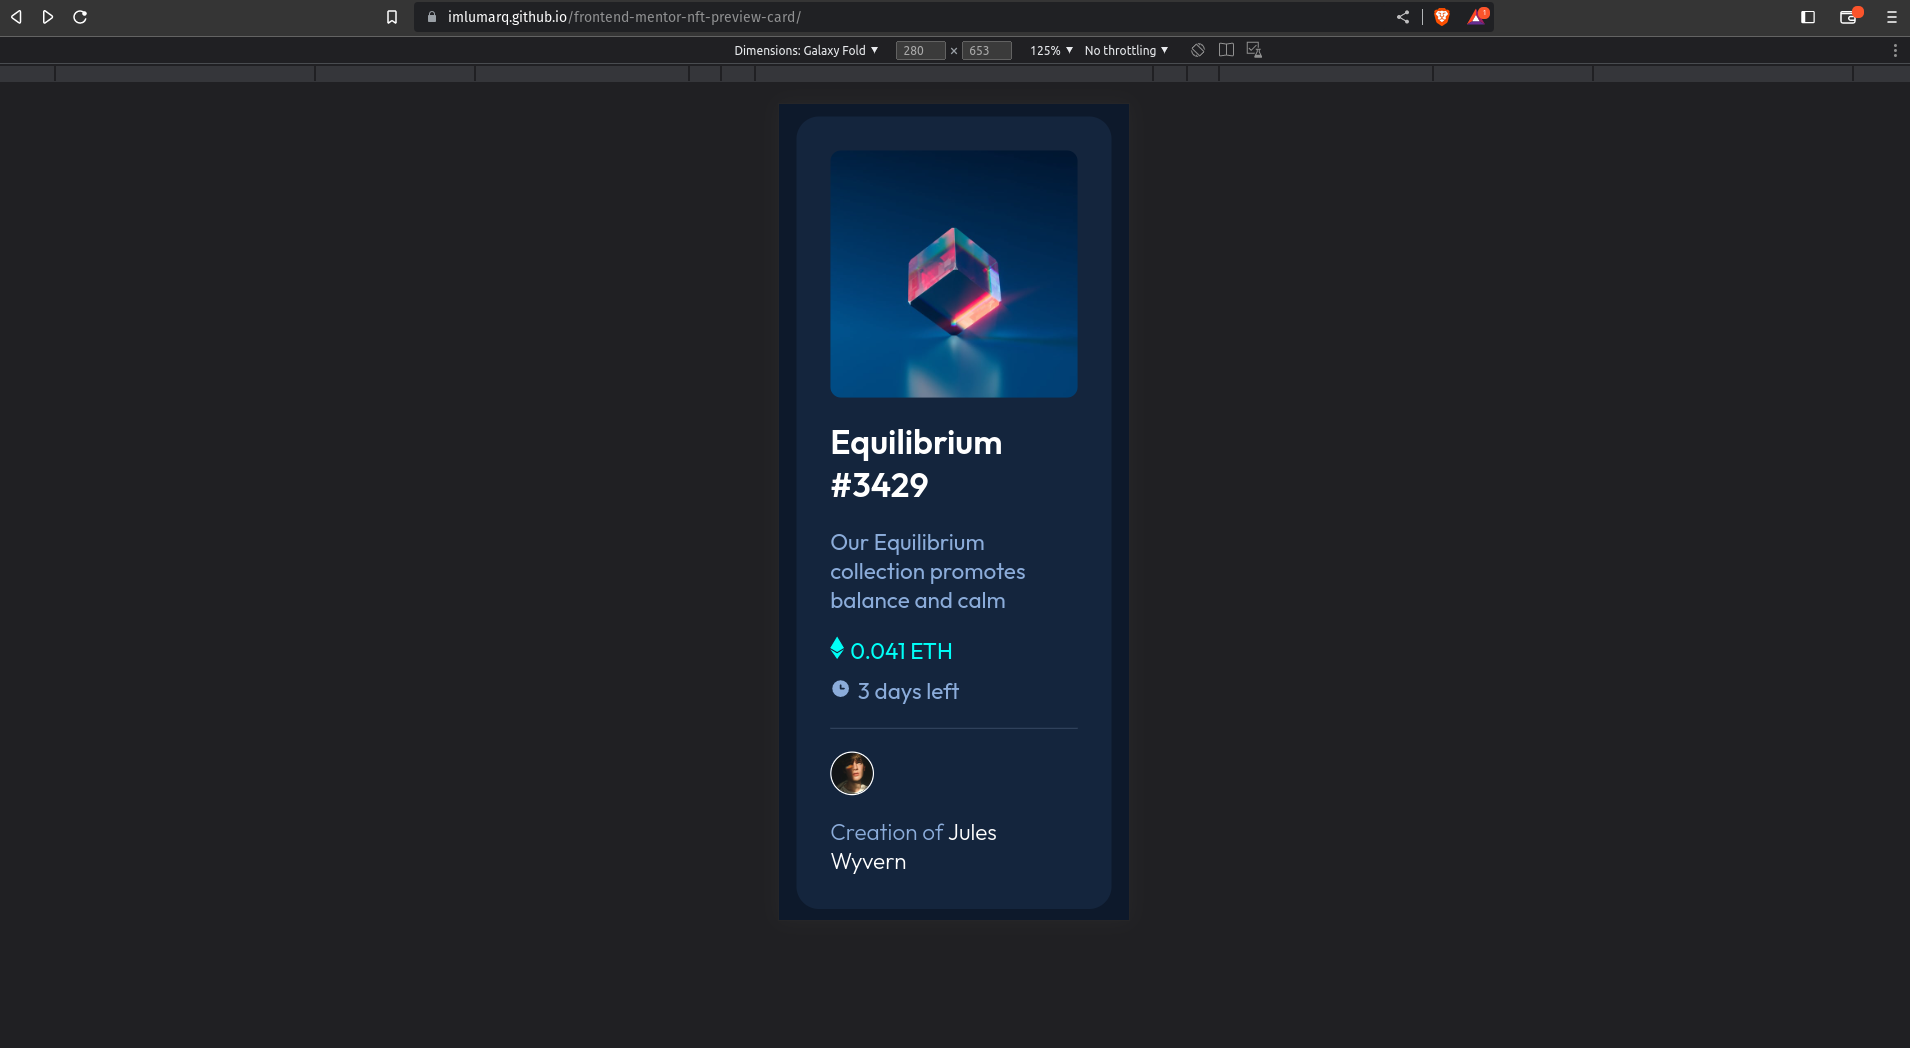 imlumarq.github.io/frontend-mentor-nft-preview-card/
1
Dimensions: Galaxy Fold 280 × 653 125% No throttling
Equilibrium
#3429
Our Equilibrium
collection promotes
balance and calm
0.041 ETH
3 days left
Creation of Jules
Wyvern